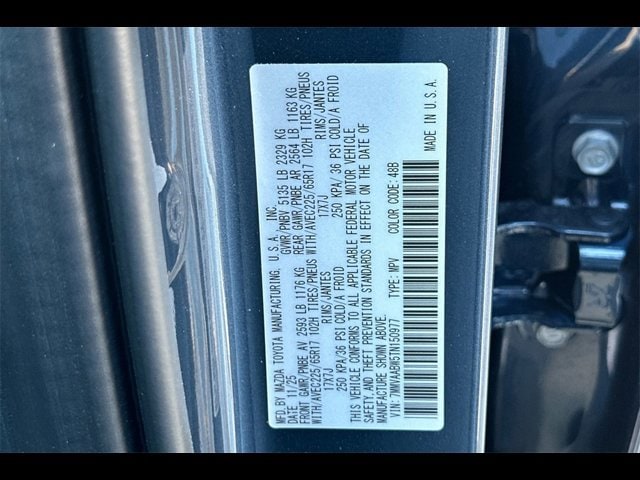 MFD.BY MAZDA TOYOTA MANUFACTURING, U.S.A., INC.
DATE: 11/25 GVWR/PNBV 5135 LB 2329 KG
FRONT GAWR/PNBE AV 2593 LB 1176 KG REAR GAWR/PNBE AR 2564 LB 1163 KG
WITH/AVEC225/65R17 102H TIRES/PNEUS WITH/AVEC225/65R17 102H TIRES/PNEUS
17X7J RIMS/JANTES 17X7J RIMS/JANTES
250 KPA/36 PSI COLD/A FROID 250 KPA/ 36 PSI COLD/A FROID
THIS VEHICLE CONFORMS TO ALL APPLICABLE FEDERAL MOTOR VEHICLE
SAFETY, AND THEFT PREVENTION STANDARDS IN EFFECT ON THE DATE OF
MANUFACTURE SHOWN ABOVE.
VIN: 7MMVAABW51N150977 TYPE: MPV COLOR CODE: 48B
MADE IN U.S.A.